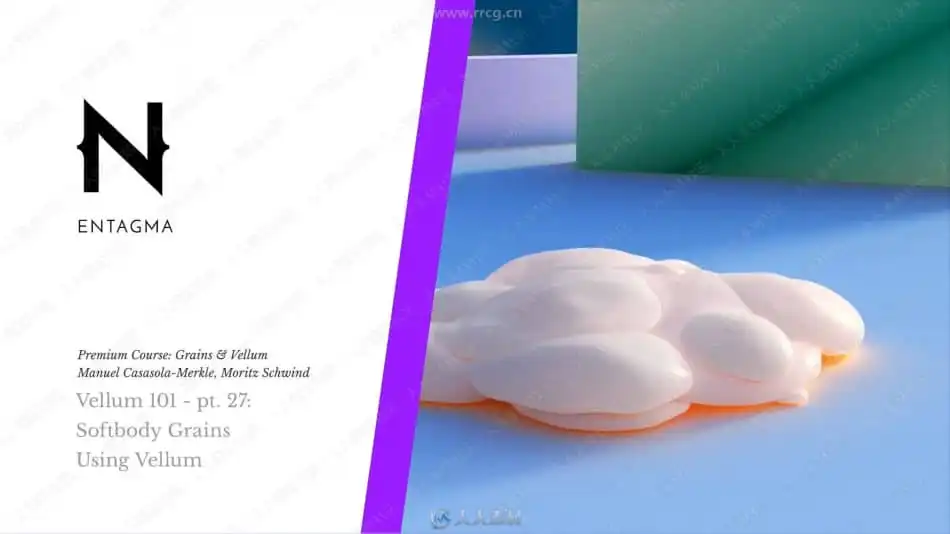 www.rrcg.cn
N
ENTAGMA
Premium Course: Grains & Vellum
Manuel Casasola-Merkle, Moritz Schwind
Vellum 101 - pt. 27:
Softbody Grains
Using Vellum
人人素材